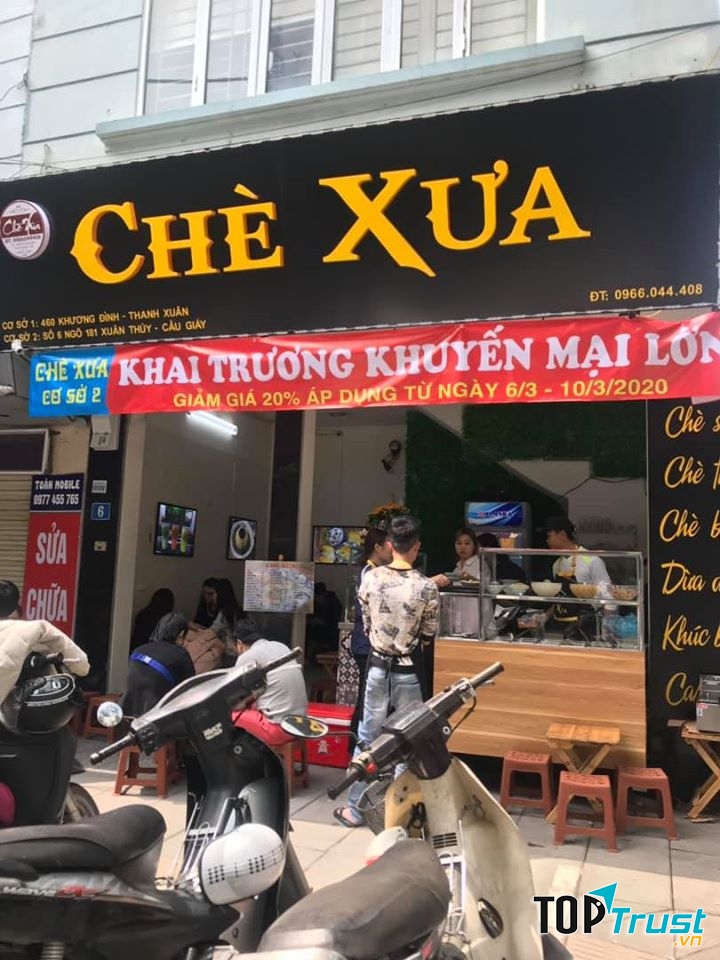 CHÈ XƯA
Chè Xưa
ĐT: 0966.044.408
CƠ SỞ 1: 460 KHƯƠNG ĐÌNH - THANH XUÂN
CƠ SỞ 2: SỐ 6 NGÕ 181 XUÂN THỦY - CẦU GIẤY
CHÈ XƯA
CƠ SỞ 2
KHAI TRƯƠNG KHUYẾN MẠI LỚN
GIẢM GIÁ 20% ÁP DỤNG TỪ NGÀY 6/3 - 10/3/2020
TOÀN MOBILE
0977 455 765
SỬA
CHỮA
6
Chè
Chè
Chè
Dừa
Khúc
TOPTrust
.vn